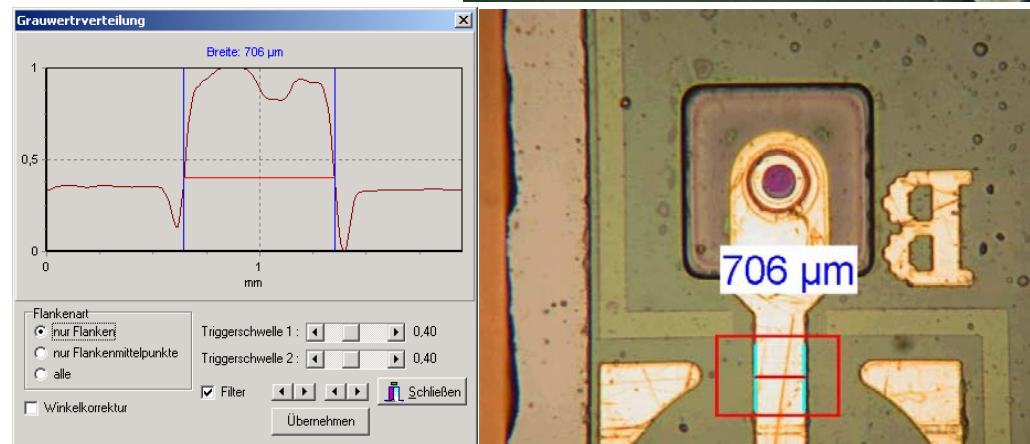 Grauwertrverteilung
Breite: 706 µm
1
0,5
0
0
1
mm
Flankenart
nur Flanken
nur Flankenmittelpunkte
alle
Winkelkorrektur
Triggerschwelle 1 :
0,40
Triggerschwelle 2 :
0,40
Filter
Schließen
Übernehmen
706 µm
B